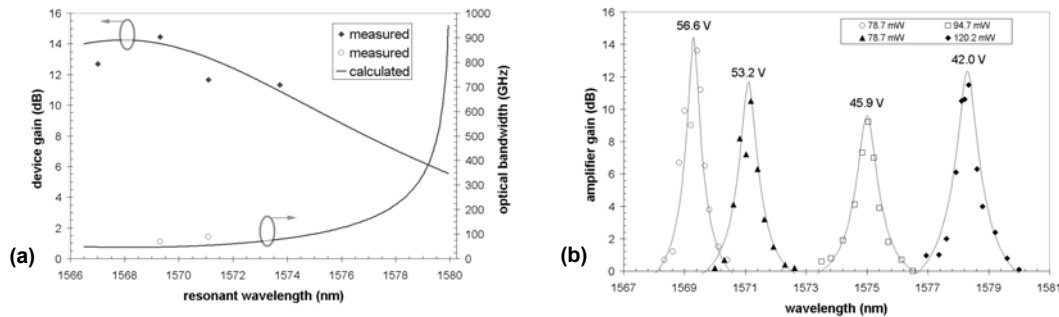 16
14
12
10
8
6
4
2
0
device gain (dB)
1566 1568 1570 1572 1574 1576 1578 1580
resonant wavelength (nm)
1000
900
800
700
600
500
400
300
200
100
0
optical bandwidth (GHz)
measured
measured
calculated
(a)
16
14
12
10
8
6
4
2
0
amplifier gain (dB)
1567 1569 1571 1573 1575 1577 1579 1581
wavelength (nm)
56.6 V
53.2 V
45.9 V
42.0 V
78.7 mW 94.7 mW
78.7 mW 120.2 mW
(b)